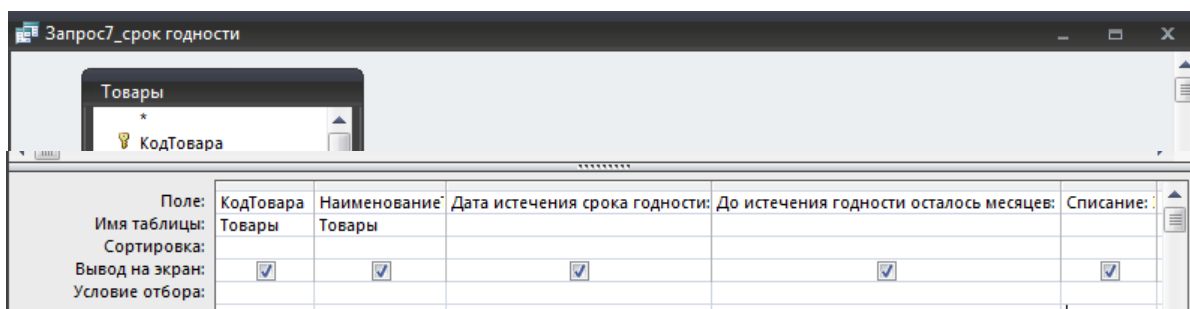 Запрос7_срок годности
Товары
*
КодТовара
Поле: КодТовара Наименование Дата истечения срока годности: До истечения годности осталось месяцев: Списание:
Имя таблицы: Товары Товары
Сортировка:
Вывод на экран:
Условие отбора: